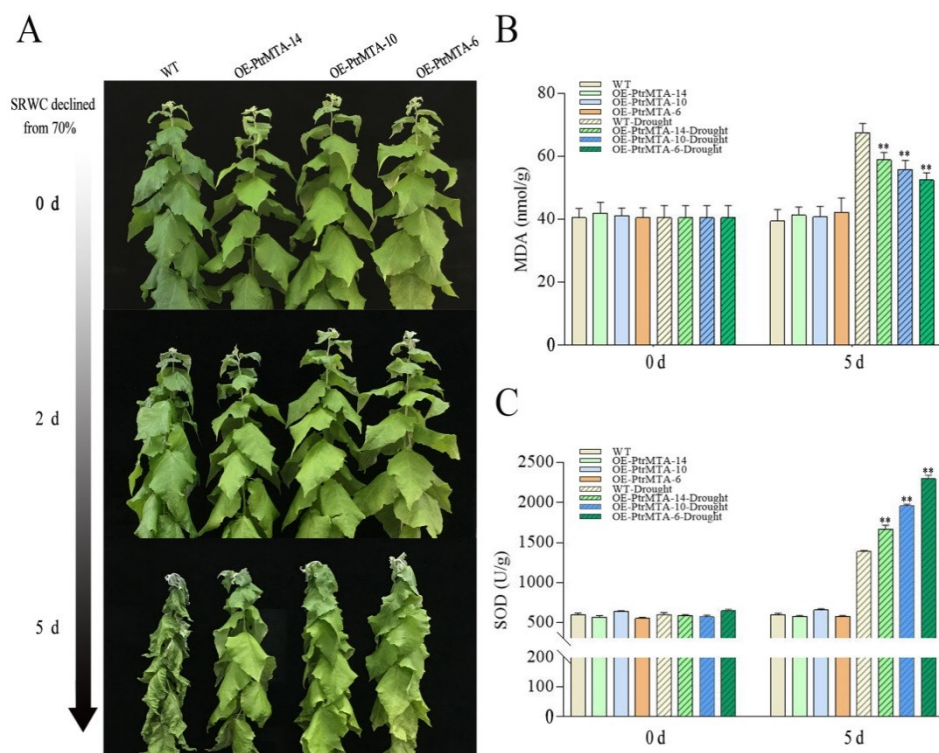 A
WT
OE-PtrMTA-14
OE-PtrMTA-10
OE-PtrMTA-6
SRWC declined
from 70%
0 d
2 d
5 d
B
WT
OE-PtrMTA-14
OE-PtrMTA-10
OE-PtrMTA-6
WT-Drought
OE-PtrMTA-14-Drought
OE-PtrMTA-10-Drought
OE-PtrMTA-6-Drought
MDA (nmol/g)
80
60
40
20
0
** ** **
0 d
5 d
C
WT
OE-PtrMTA-14
OE-PtrMTA-10
OE-PtrMTA-6
WT-Drought
OE-PtrMTA-14-Drought
OE-PtrMTA-10-Drought
OE-PtrMTA-6-Drought
SOD (U/g)
2500
2000
1500
1000
500
200
100
0
** ** **
0 d
5 d